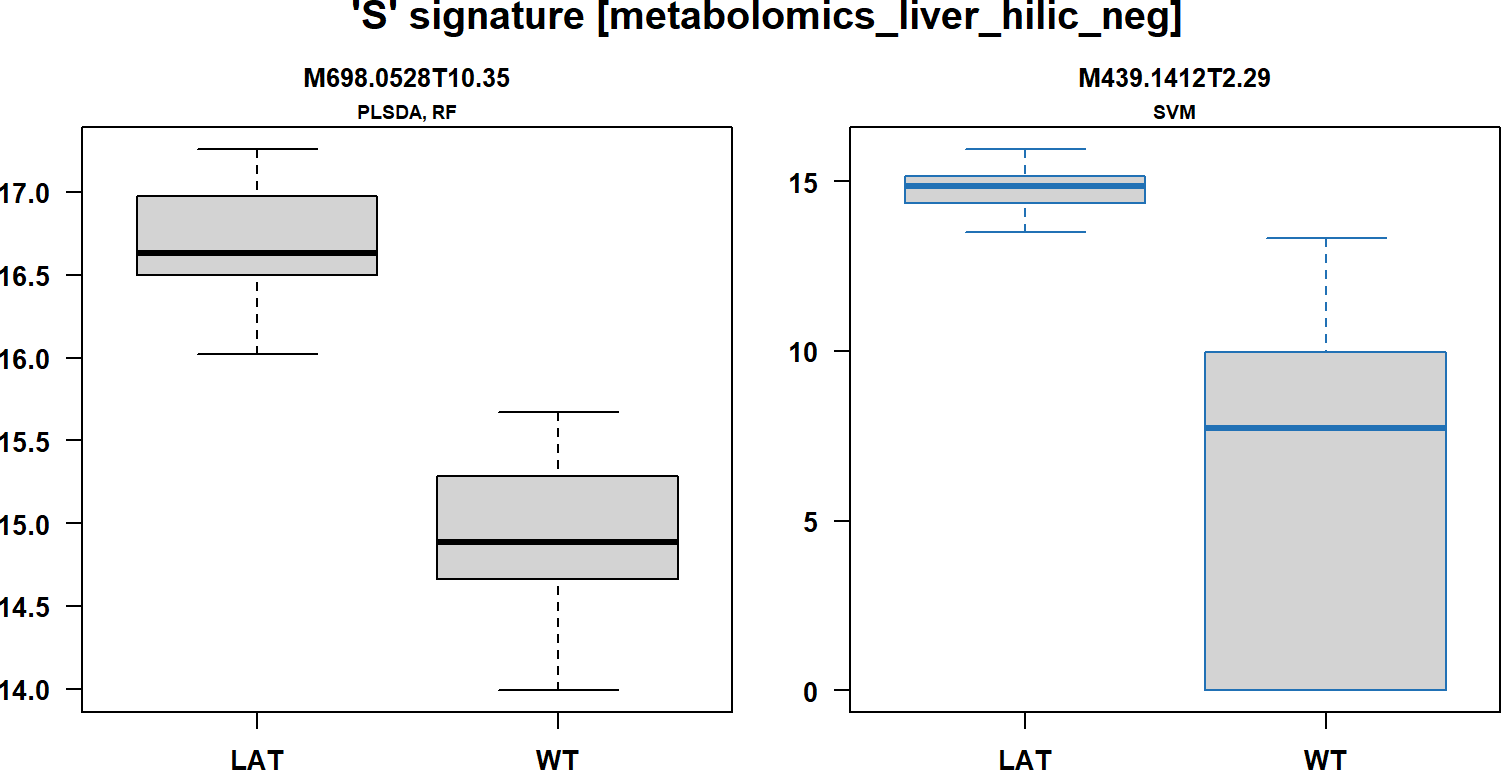 'S' signature [metabolomics_liver_hilic_neg]
M698.0528T10.35
PLSDA, RF
17.0
16.5
16.0
15.5
15.0
14.5
14.0
LAT
WT
M439.1412T2.29
SVM
15
10
5
0
LAT
WT